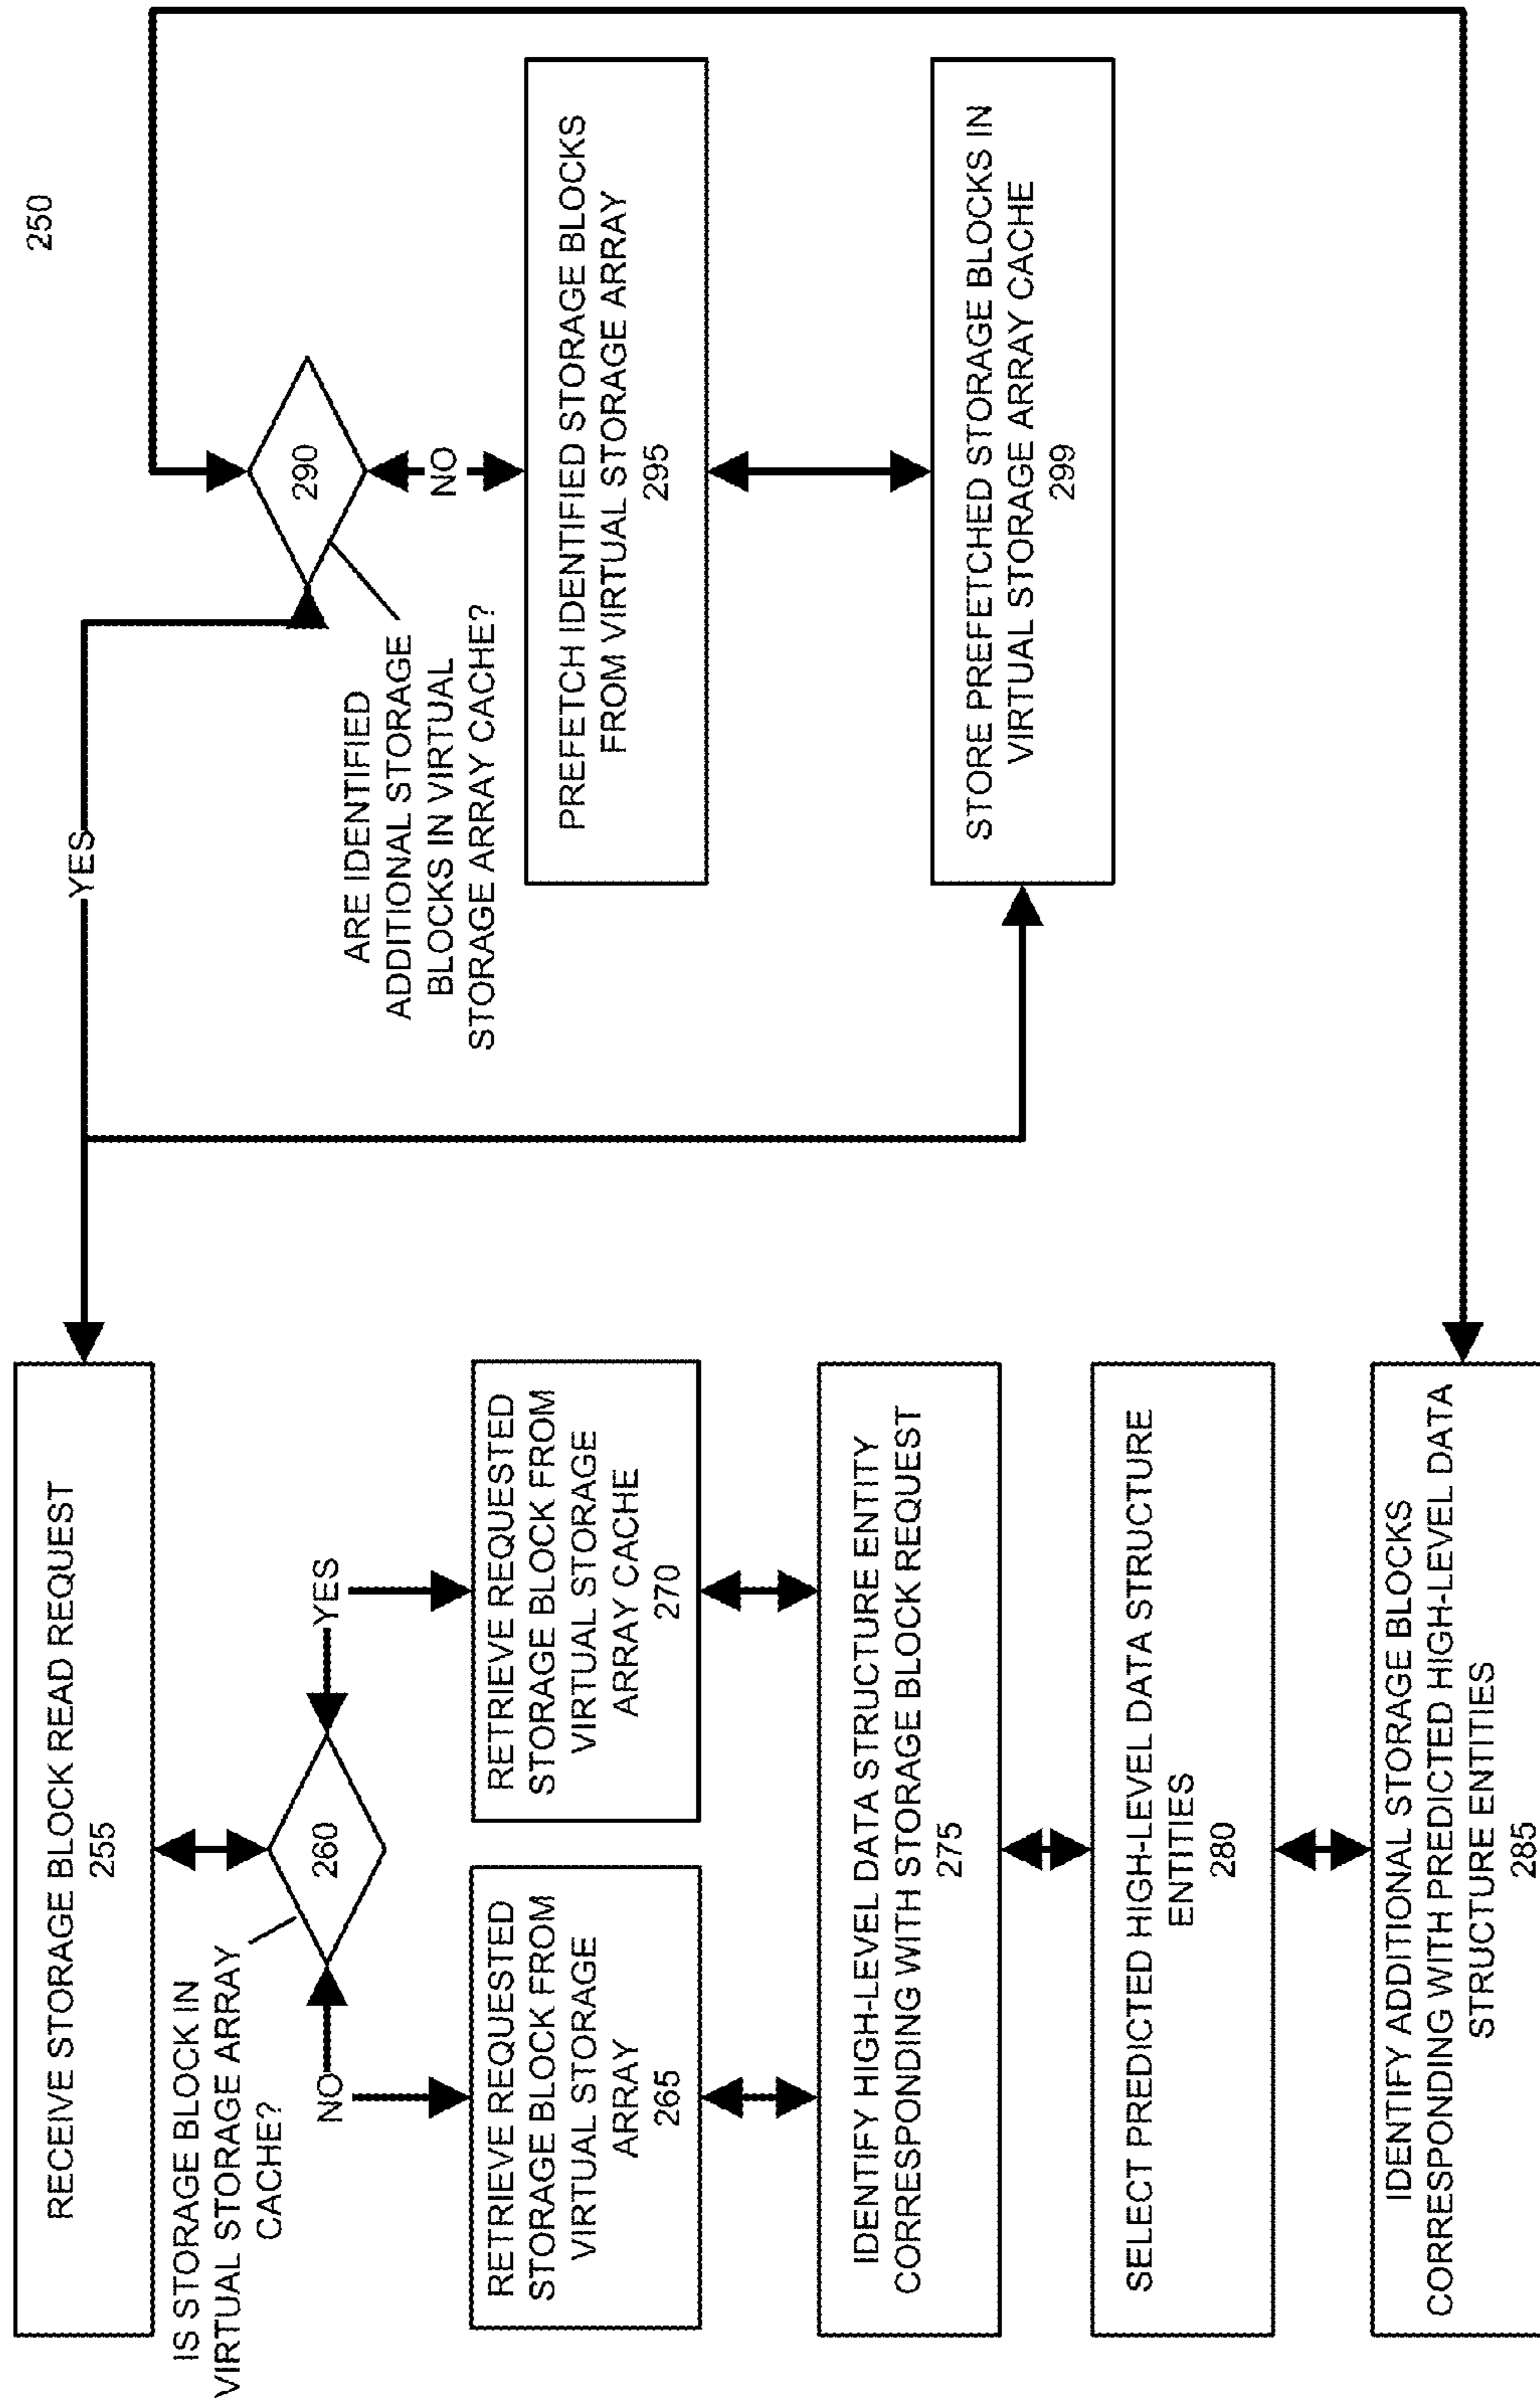 250
RECEIVE STORAGE BLOCK READ REQUEST
255
IS STORAGE BLOCK IN
VIRTUAL STORAGE ARRAY
CACHE?
260
NO
YES
RETRIEVE REQUESTED
STORAGE BLOCK FROM
VIRTUAL STORAGE
ARRAY
265
RETRIEVE REQUESTED
STORAGE BLOCK FROM
VIRTUAL STORAGE
ARRAY CACHE
270
IDENTIFY HIGH-LEVEL DATA STRUCTURE ENTITY
CORRESPONDING WITH STORAGE BLOCK REQUEST
275
SELECT PREDICTED HIGH-LEVEL DATA STRUCTURE
ENTITIES
280
IDENTIFY ADDITIONAL STORAGE BLOCKS
CORRESPONDING WITH PREDICTED HIGH-LEVEL DATA
STRUCTURE ENTITIES
285
YES
290
ARE IDENTIFIED
ADDITIONAL STORAGE
BLOCKS IN VIRTUAL
STORAGE ARRAY CACHE?
NO
PREFETCH IDENTIFIED STORAGE BLOCKS
FROM VIRTUAL STORAGE ARRAY
295
STORE PREFETCHED STORAGE BLOCKS IN
VIRTUAL STORAGE ARRAY CACHE
299